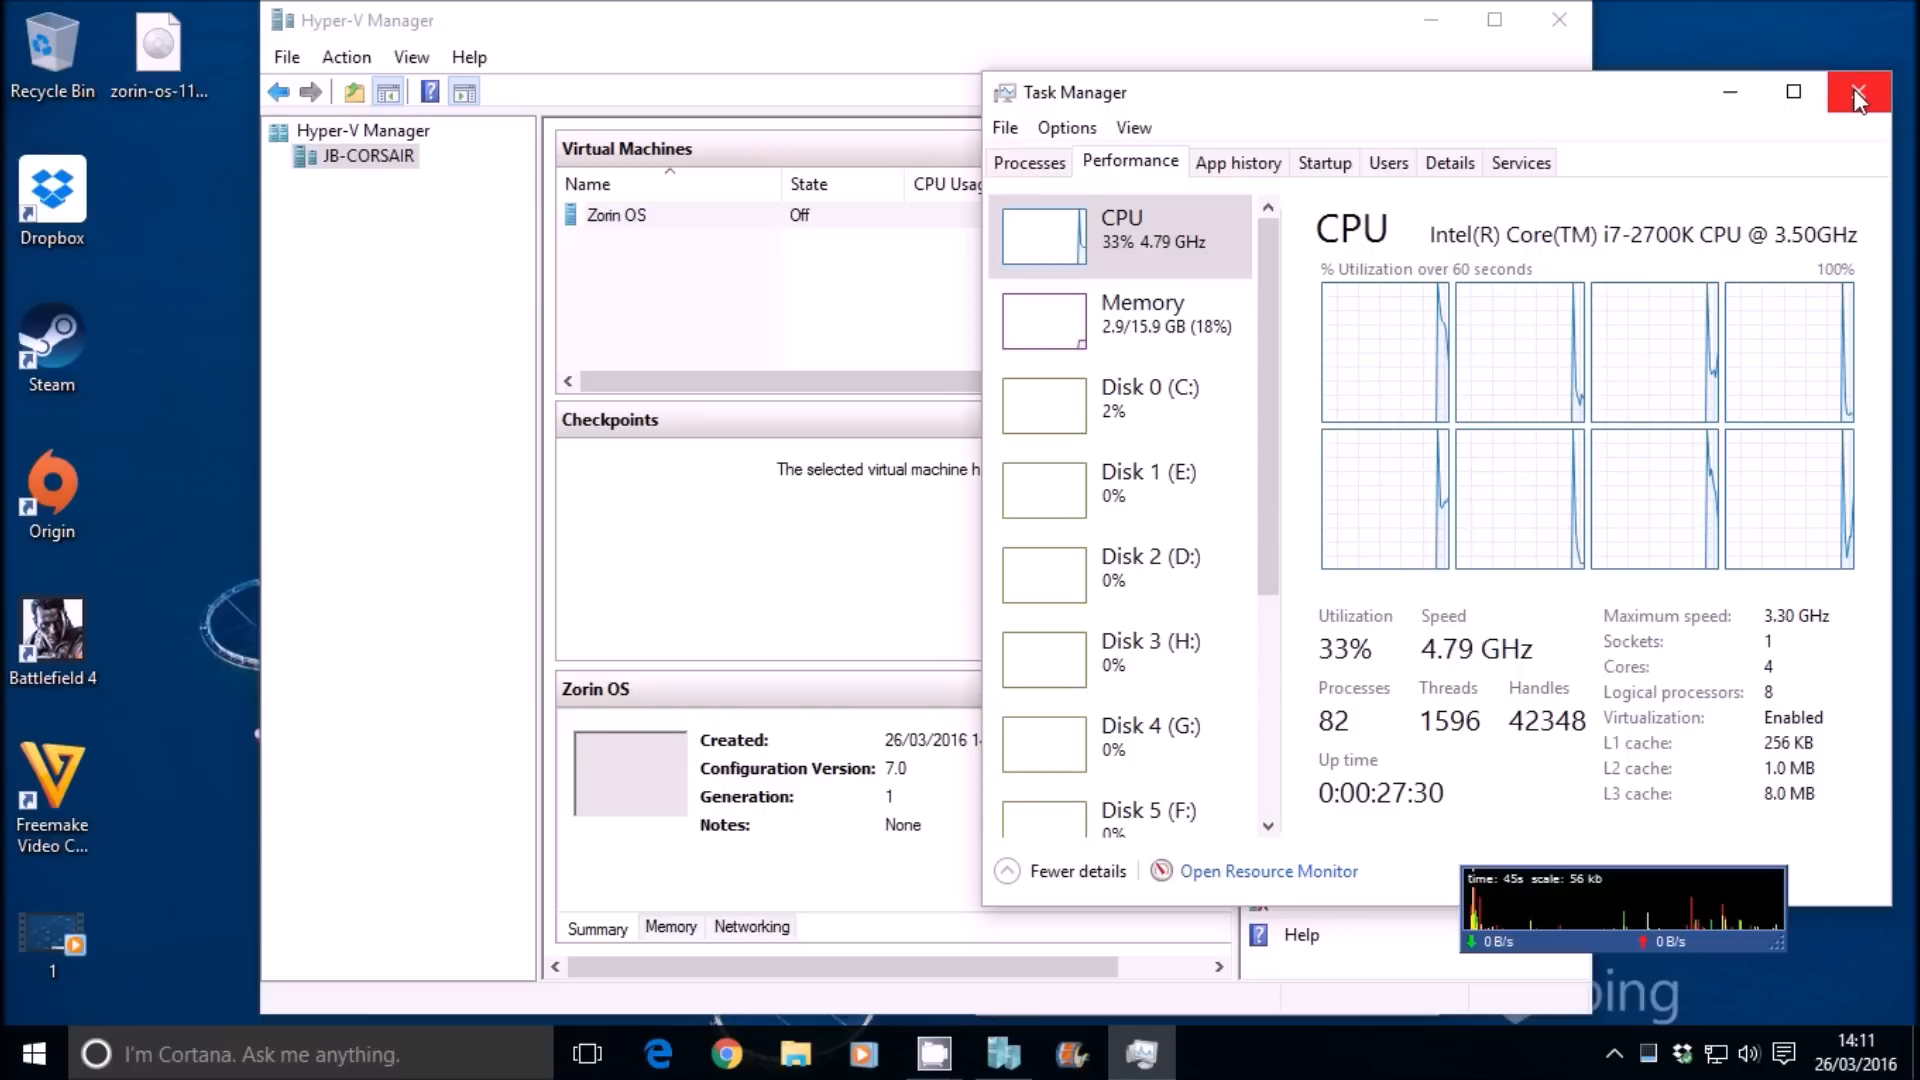 Recycle Bin
zorin-os-11...
Dropbox
Steam
Origin
Battlefield 4
Freemake
Video C...
1
Hyper-V Manager
File Action View Help
Hyper-V Manager
JB-CORSAIR
Virtual Machines
Name State CPU Usag
Zorin OS Off
Checkpoints
The selected virtual machine h
Zorin OS
Created: 26/03/2016 1
Configuration Version: 7.0
Generation: 1
Notes: None
Summary Memory Networking
Help
Task Manager
File Options View
Processes Performance App history Startup Users Details Services
CPU
33% 4.79 GHz
Memory
2.9/15.9 GB (18%)
Disk 0 (C:)
2%
Disk 1 (E:)
0%
Disk 2 (D:)
0%
Disk 3 (H:)
0%
Disk 4 (G:)
0%
Disk 5 (F:)
0%
CPU Intel(R) Core(TM) i7-2700K CPU @ 3.50GHz
% Utilization over 60 seconds 100%
Utilization Speed
33% 4.79 GHz
Processes Threads Handles
82 1596 42348
Up time
0:00:27:30
Maximum speed: 3.30 GHz
Sockets: 1
Cores: 4
Logical processors: 8
Virtualization: Enabled
L1 cache: 256 KB
L2 cache: 1.0 MB
L3 cache: 8.0 MB
Fewer details Open Resource Monitor
time: 45s scale: 56 kb
0 B/s 0 B/s
bing
I'm Cortana. Ask me anything.
14:11
26/03/2016